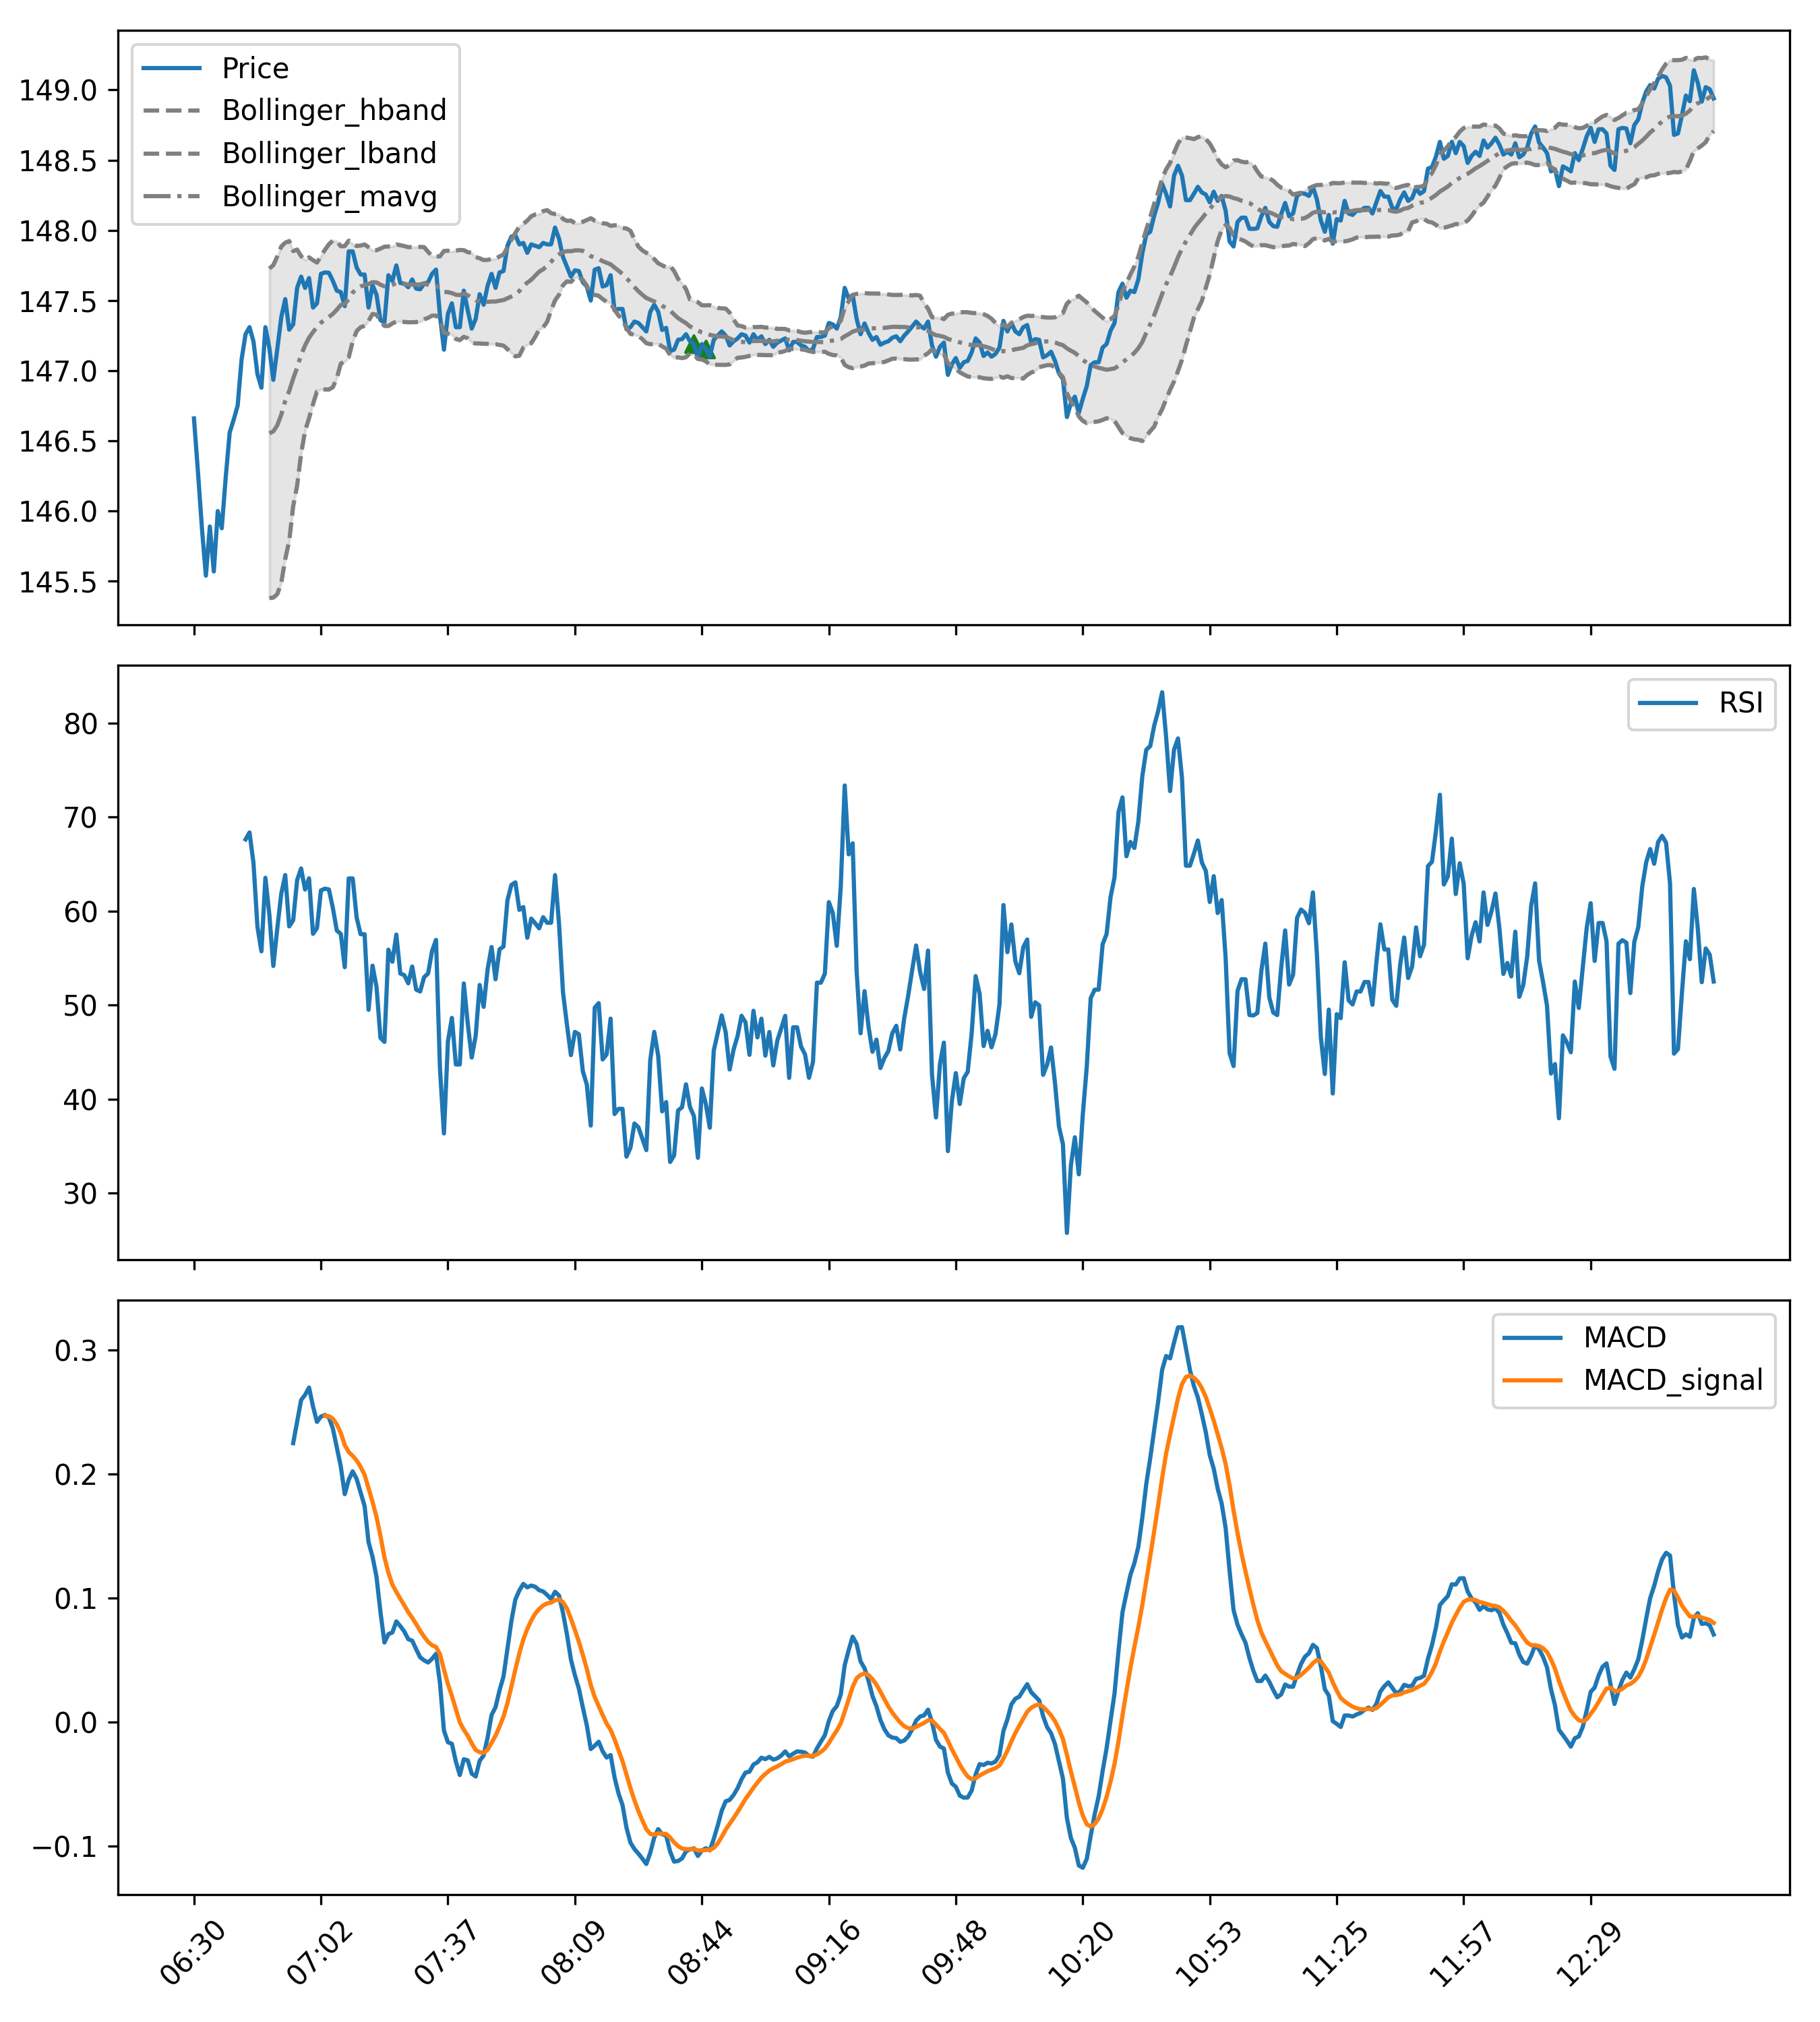 Price
Bollinger_hband
Bollinger_lband
Bollinger_mavg
149.0
148.5
148.0
147.5
147.0
146.5
146.0
145.5
RSI
80
70
60
50
40
30
MACD
MACD_signal
0.3
0.2
0.1
0.0
−0.1
06:30 07:02 07:37 08:09 08:44 09:16 09:48 10:20 10:53 11:25 11:57 12:29